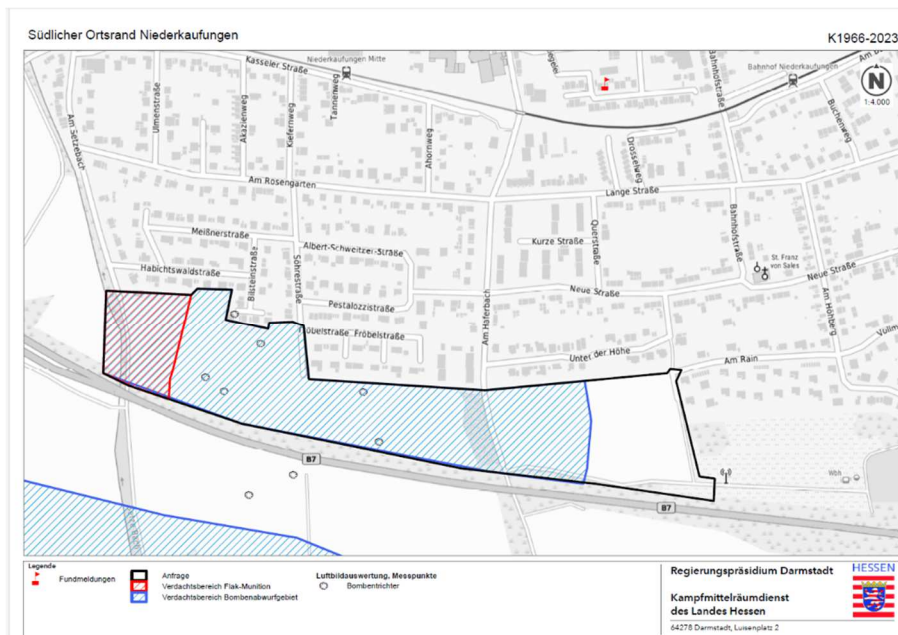 Südlicher Ortsrand Niederkaufungen
K1966-2023
Kasseler Straße
Niederkaufungen Mitte
Bahnhofstraße
Bahnhof Niederkaufungen
N
1:4.000
Am Setzebach
Ulmenstraße
Akazienweg
Kiefernweg
Tannenweg
Ahornweg
Drosselweg
Buchenweg
Am Rosengarten
Lange Straße
Meißnerstraße
Albert-Schweitzer-Straße
Kurze Straße
Querstraße
Bahnhofstraße
St. Franz
von Sales
Habichtswaldstraße
Bilsteinstraße
Söhrestraße
Neue Straße
Neue Straße
Pestalozzistraße
Am Haferbach
Am Höhberg
Fröbelstraße
Fröbelstraße
Unter der Höhe
Am Rain
B7
Wbh
B7
Legende
Fundmeldungen
Anfrage
Verdachtsbereich Flak-Munition
Verdachtsbereich Bombenabwurfgebiet
Luftbildauswertung, Messpunkte
Bombentrichter
Regierungspräsidium Darmstadt
HESSEN
Kampfmittelräumdienst
des Landes Hessen
64278 Darmstadt, Luisenplatz 2